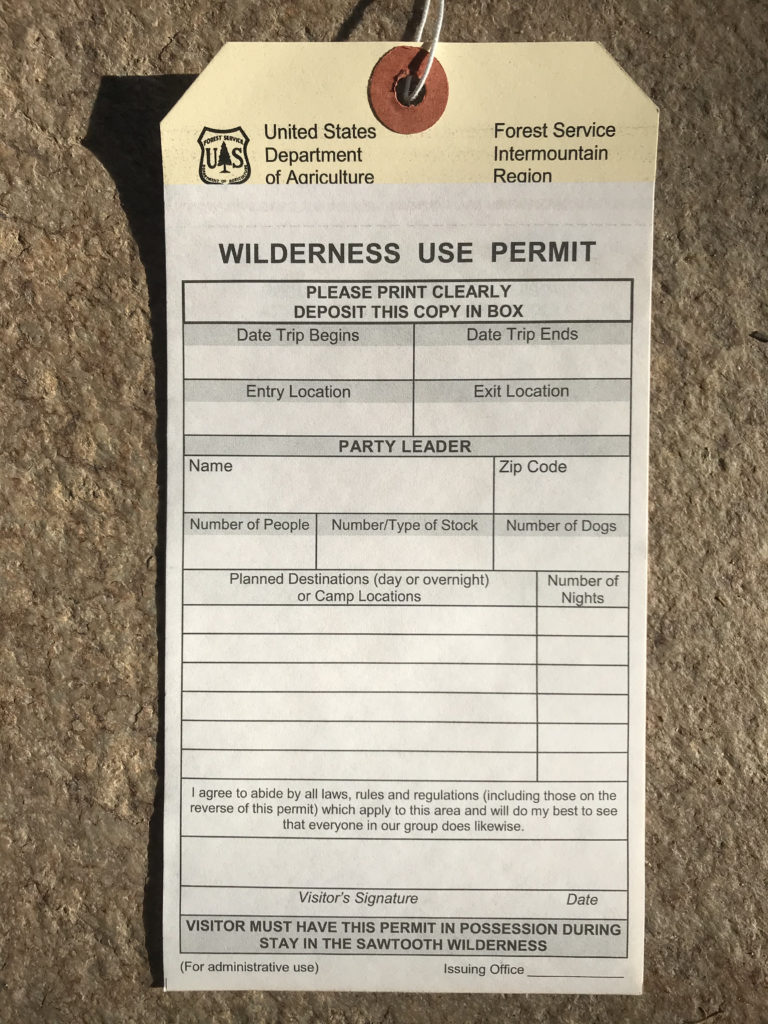 FOREST SERVICE
U S
DEPARTMENT OF AGRICULTURE
United States
Department
of Agriculture
Forest Service
Intermountain
Region
WILDERNESS USE PERMIT
PLEASE PRINT CLEARLY
DEPOSIT THIS COPY IN BOX
Date Trip Begins
Date Trip Ends
Entry Location
Exit Location
PARTY LEADER
Name
Zip Code
Number of People
Number/Type of Stock
Number of Dogs
Planned Destinations (day or overnight)
or Camp Locations
Number of
Nights
I agree to abide by all laws, rules and regulations (including those on the
reverse of this permit) which apply to this area and will do my best to see
that everyone in our group does likewise.
Visitor's Signature
Date
VISITOR MUST HAVE THIS PERMIT IN POSSESSION DURING
STAY IN THE SAWTOOTH WILDERNESS
(For administrative use)
Issuing Office